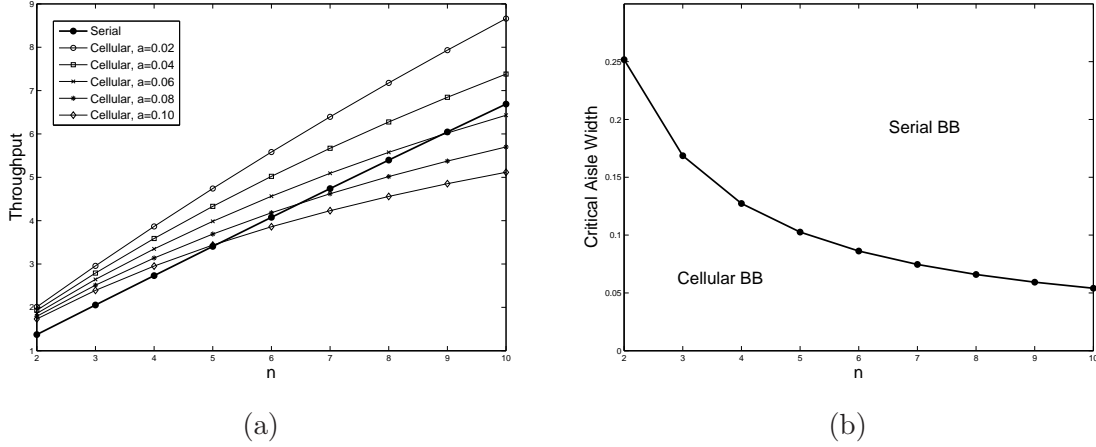 Throughput
9
8
7
6
5
4
3
2
1
Serial
Cellular, a=0.02
Cellular, a=0.04
Cellular, a=0.06
Cellular, a=0.08
Cellular, a=0.10
2 3 4 5 6 7 8 9 10
n
(a)
Critical Aisle Width
0.25
0.2
0.15
0.1
0.05
0
Serial BB
Cellular BB
2 3 4 5 6 7 8 9 10
n
(b)